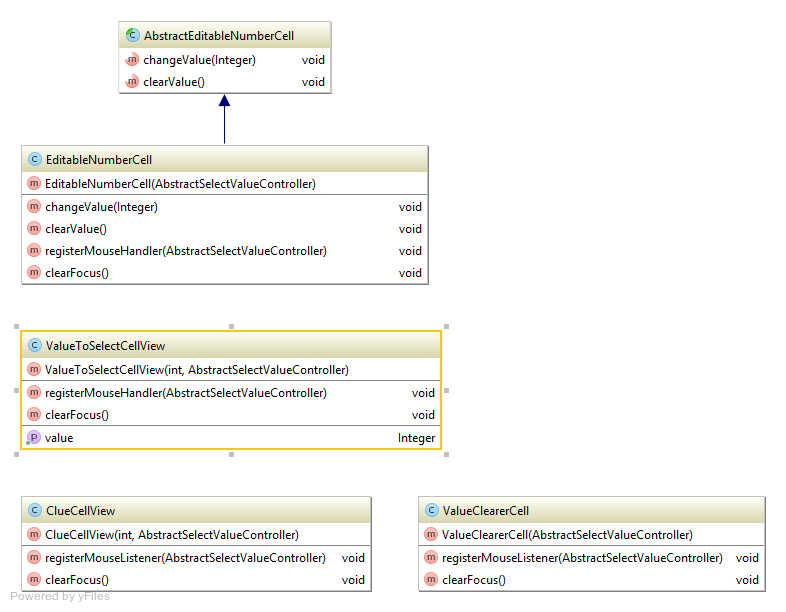 C AbstractEditableNumberCell
m changeValue(Integer) void
m clearValue() void
C EditableNumberCell
m EditableNumberCell(AbstractSelectValueController)
m changeValue(Integer) void
m clearValue() void
m registerMouseHandler(AbstractSelectValueController) void
m clearFocus() void
C ValueToSelectCellView
m ValueToSelectCellView(int, AbstractSelectValueController)
m registerMouseHandler(AbstractSelectValueController) void
m clearFocus() void
P value Integer
C ClueCellView
m ClueCellView(int, AbstractSelectValueController)
m registerMouseListener(AbstractSelectValueController) void
m clearFocus() void
C ValueClearerCell
m ValueClearerCell(AbstractSelectValueController)
m registerMouseListener(AbstractSelectValueController) void
m clearFocus() void
Powered by yFiles